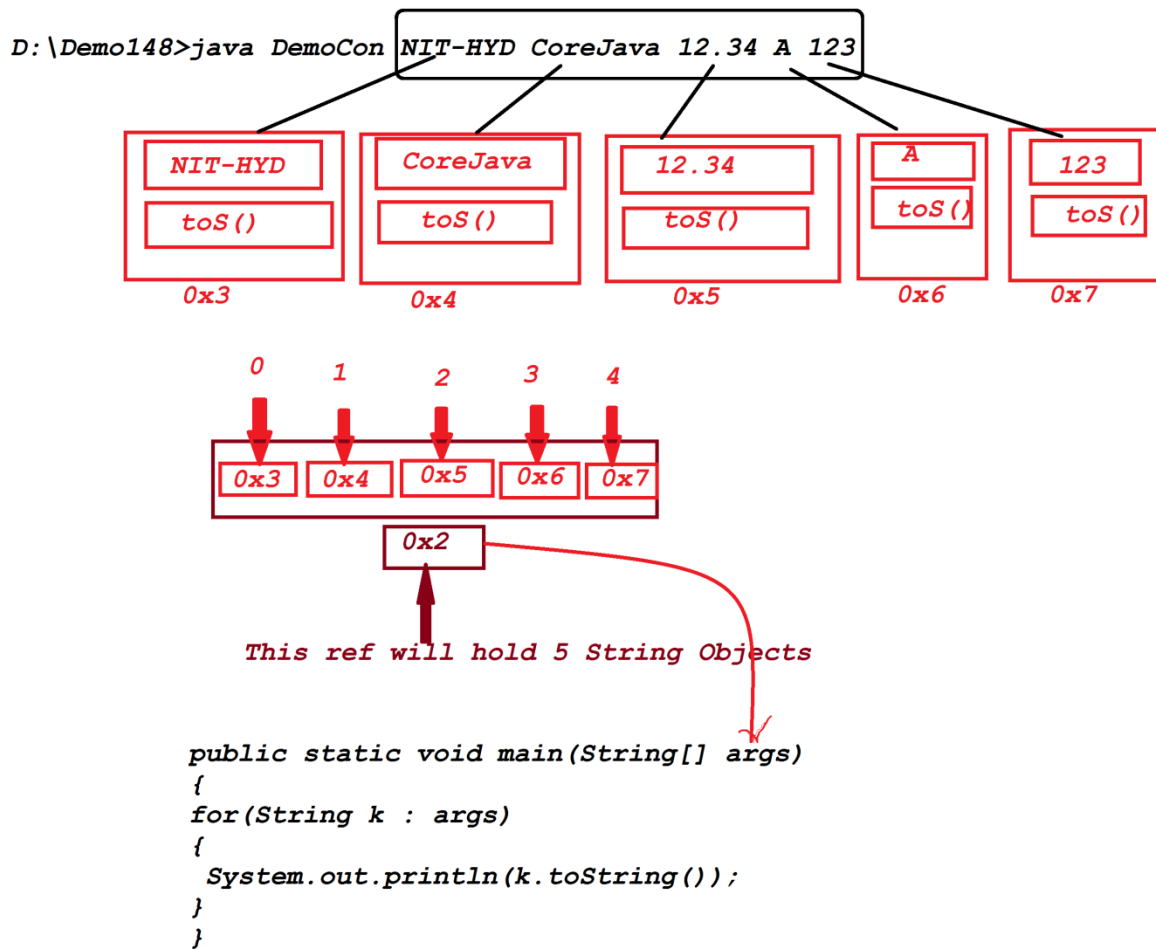 D:\Demo148>java DemoCon NIT-HYD CoreJava 12.34 A 123
NIT-HYD CoreJava 12.34 A 123
toS() toS() toS() toS() toS()
0x3 0x4 0x5 0x6 0x7
0 1 2 3 4
0x3 0x4 0x5 0x6 0x7
0x2
This ref will hold 5 String Objects
public static void main(String[] args)
{
for(String k : args)
{
System.out.println(k.toString());
}
}